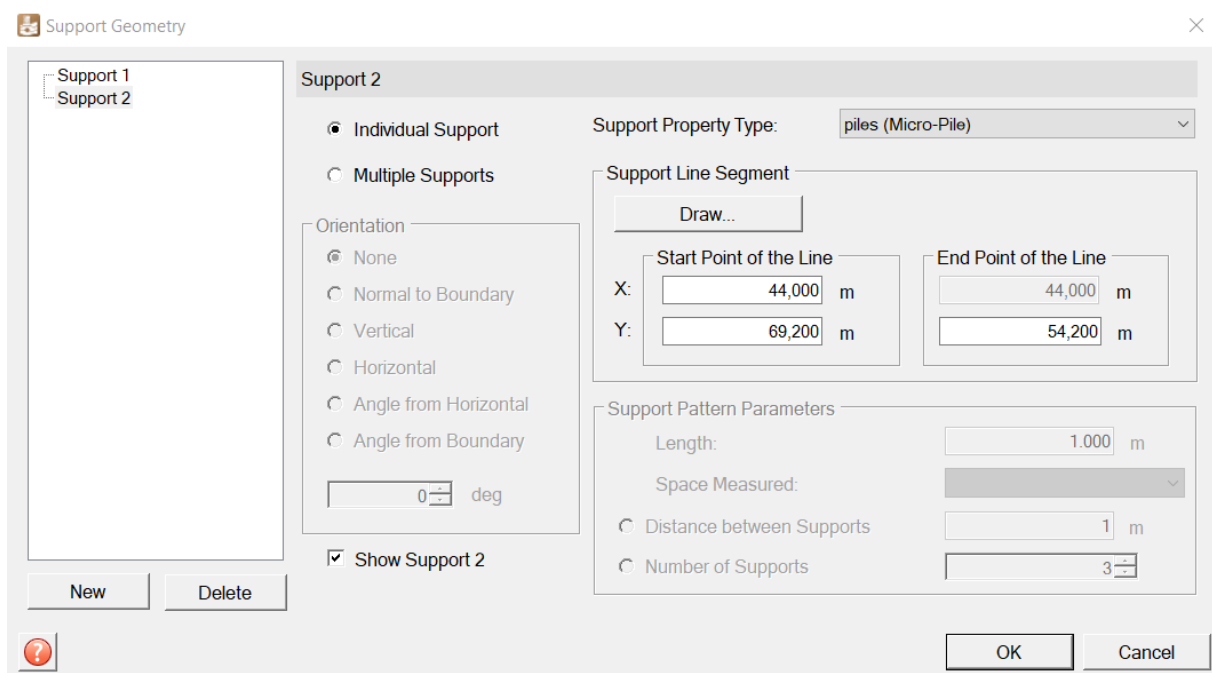 Support Geometry
Support 1
Support 2
Support 2
Individual Support
Multiple Supports
Orientation
None
Normal to Boundary
Vertical
Horizontal
Angle from Horizontal
Angle from Boundary
0 deg
Show Support 2
Support Property Type: piles (Micro-Pile)
Support Line Segment
Draw...
Start Point of the Line End Point of the Line
X: 44,000 m 44,000 m
Y: 69,200 m 54,200 m
Support Pattern Parameters
Length: 1.000 m
Space Measured:
Distance between Supports 1 m
Number of Supports 3
New Delete
? OK Cancel